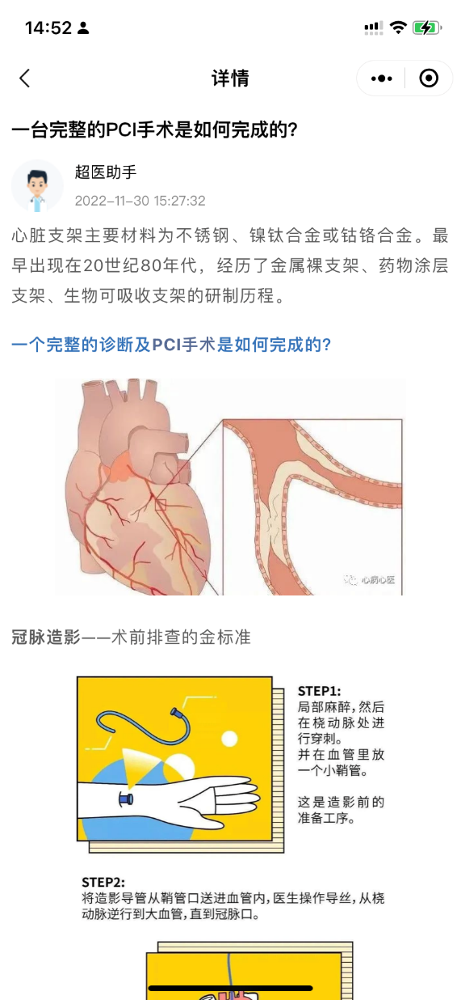 14:52
详情
一台完整的PCI手术是如何完成的?
超医助手
2022-11-30 15:27:32
心脏支架主要材料为不锈钢、镍钛合金或钴铬合金。最
早出现在20世纪80年代，经历了金属裸支架、药物涂层
支架、生物可吸收支架的研制历程。
一个完整的诊断及PCI手术是如何完成的?
心病心医
冠脉造影——术前排查的金标准
STEP1:
局部麻醉，然后
在桡动脉处进
行穿刺。
并在血管里放
一个小鞘管。
这是造影前的
准备工序。
STEP2:
将造影导管从鞘管口送进血管内，医生操作导丝，从桡
动脉逆行到大血管，直到冠脉口。